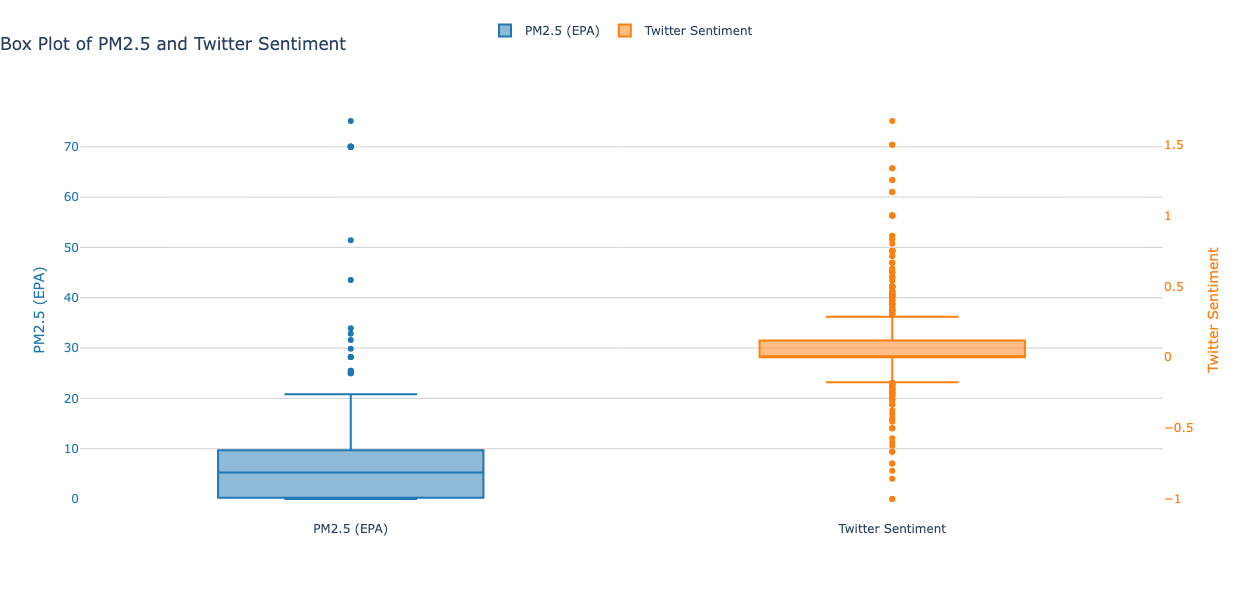 Box Plot of PM2.5 and Twitter Sentiment
PM2.5 (EPA)
Twitter Sentiment
70
60
50
40
30
20
10
0
PM2.5 (EPA)
1.5
1
0.5
0
−0.5
−1
Twitter Sentiment
PM2.5 (EPA)
Twitter Sentiment